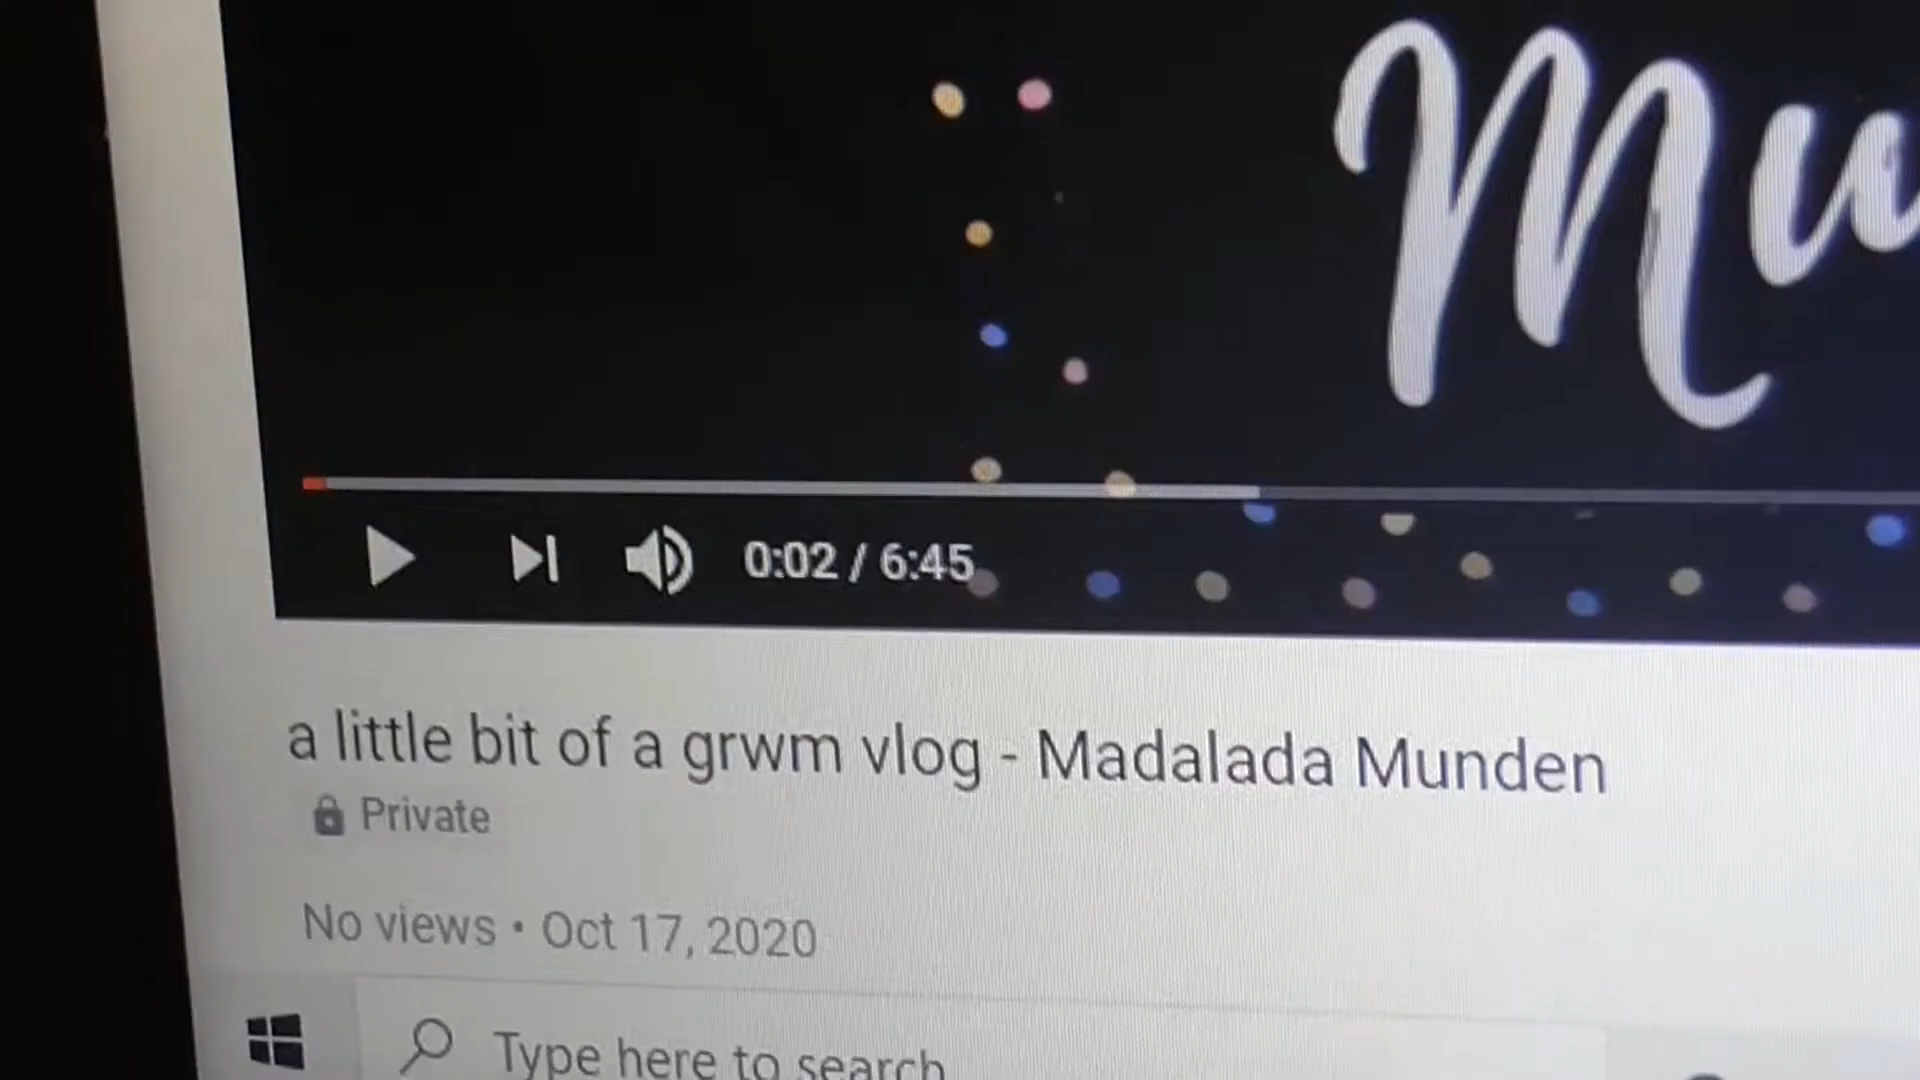 Mu
0:02 / 6:45
a little bit of a grwm vlog - Madalada Munden
Private
No views • Oct 17, 2020
Type here to search